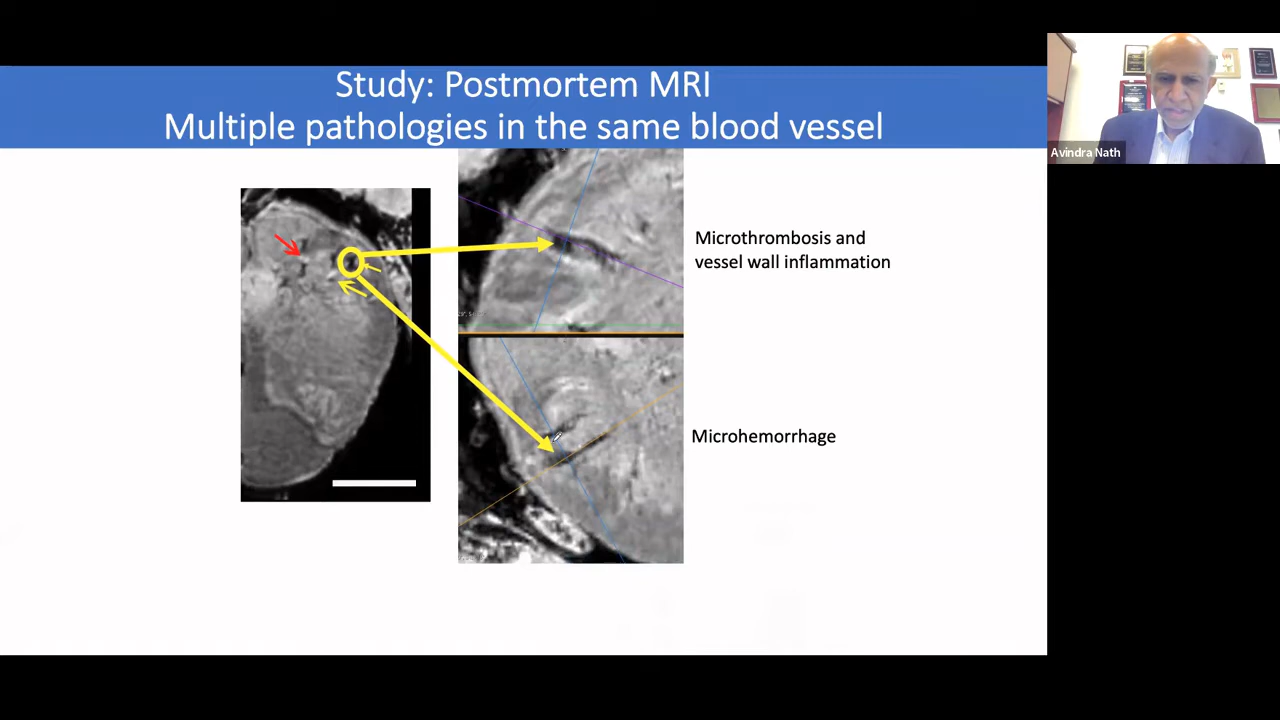 Study: Postmortem MRI
Multiple pathologies in the same blood vessel
Avindra Nath
Microthrombosis and
vessel wall inflammation
Microhemorrhage